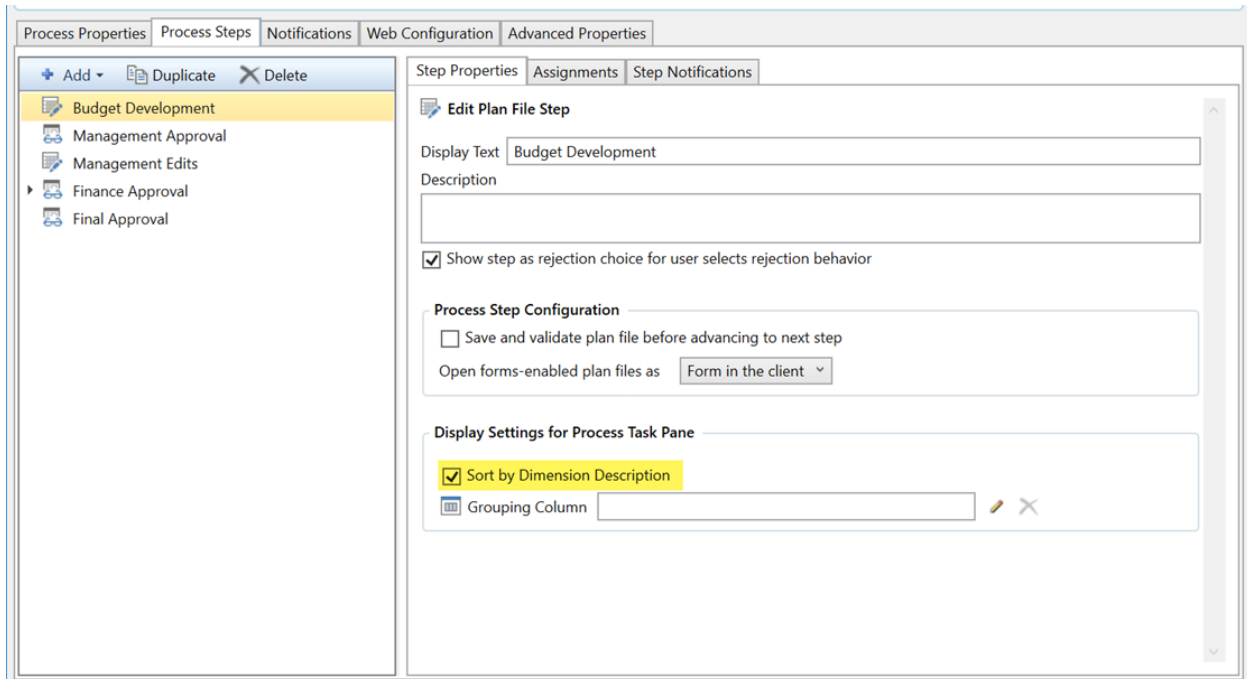 Process Properties Process Steps Notifications Web Configuration Advanced Properties
Add Duplicate Delete
Budget Development
Management Approval
Management Edits
Finance Approval
Final Approval
Step Properties Assignments Step Notifications
Edit Plan File Step
Display Text Budget Development
Description
Show step as rejection choice for user selects rejection behavior
Process Step Configuration
Save and validate plan file before advancing to next step
Open forms-enabled plan files as Form in the client
Display Settings for Process Task Pane
Sort by Dimension Description
Grouping Column